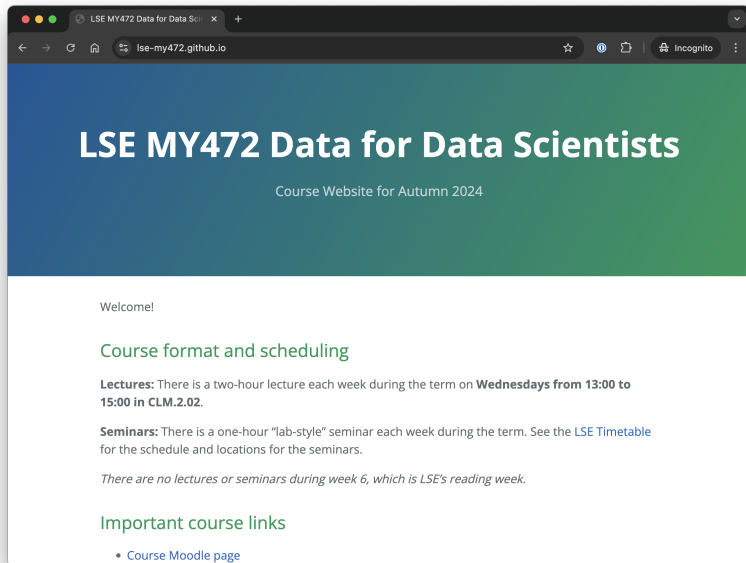 LSE MY472 Data for Data Scie
lse-my472.github.io
Incognito
LSE MY472 Data for Data Scientists
Course Website for Autumn 2024
Welcome!
Course format and scheduling
Lectures: There is a two-hour lecture each week during the term on Wednesdays from 13:00 to
15:00 in CLM.2.02.
Seminars: There is a one-hour “lab-style” seminar each week during the term. See the LSE Timetable
for the schedule and locations for the seminars.
There are no lectures or seminars during week 6, which is LSE’s reading week.
Important course links
• Course Moodle page